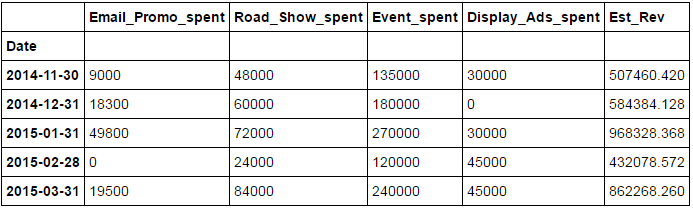 Email_Promo_spent Road_Show_spent Event_spent Display_Ads_spent Est_Rev
Date
2014-11-30 9000 48000 135000 30000 507460.420
2014-12-31 18300 60000 180000 0 584384.128
2015-01-31 49800 72000 270000 30000 968328.368
2015-02-28 0 24000 120000 45000 432078.572
2015-03-31 19500 84000 240000 45000 862268.260